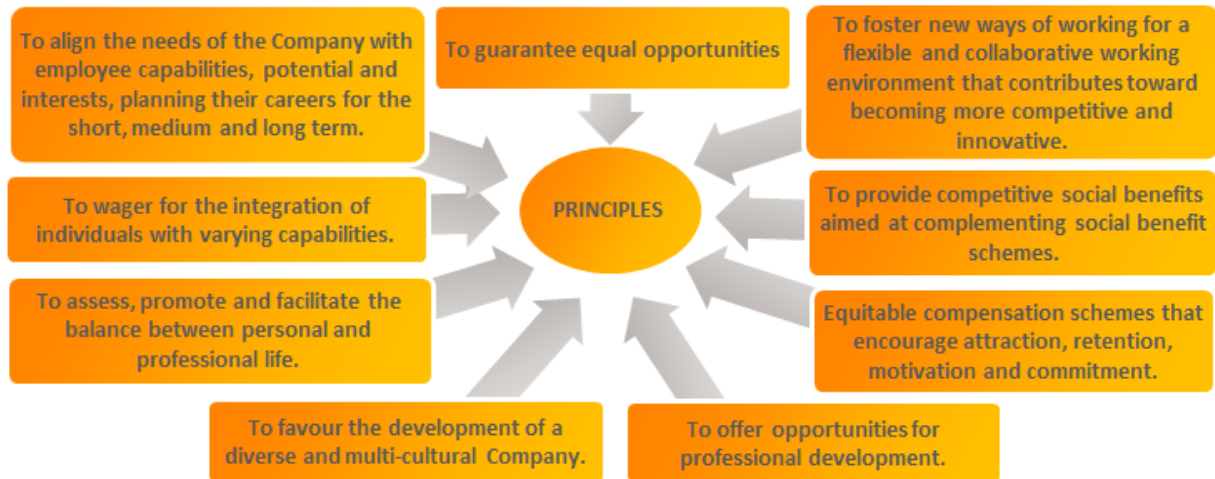 To align the needs of the Company with
employee capabilities, potential and
interests, planning their careers for the
short, medium and long term.
To guarantee equal opportunities
To foster new ways of working for a
flexible and collaborative working
environment that contributes toward
becoming more competitive and
innovative.
To wager for the integration of
individuals with varying capabilities.
PRINCIPLES
To provide competitive social benefits
aimed at complementing social benefit
schemes.
To assess, promote and facilitate the
balance between personal and
professional life.
Equitable compensation schemes that
encourage attraction, retention,
motivation and commitment.
To favour the development of a
diverse and multi-cultural Company.
To offer opportunities for
professional development.